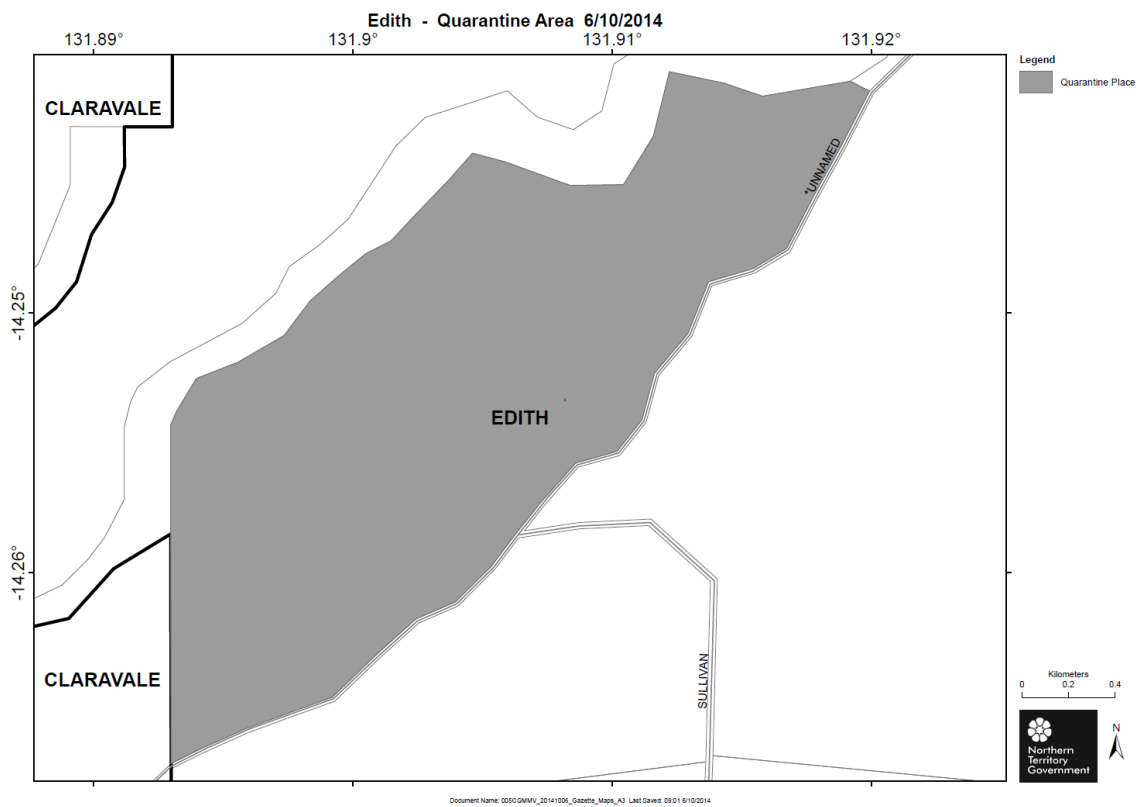 Edith - Quarantine Area 6/10/2014
131.89° 131.9° 131.91° 131.92°
Legend
Quarantine Place
CLARAVALE
*UNNAMED
-14.25°
EDITH
-14.26°
CLARAVALE
SULLIVAN
Kilometers
0 0.2 0.4
N
Northern
Territory
Government
Document Name: 005CGMMV_20141006_Gazette_Maps_A3 Last Saved: 09:01 6/10/2014